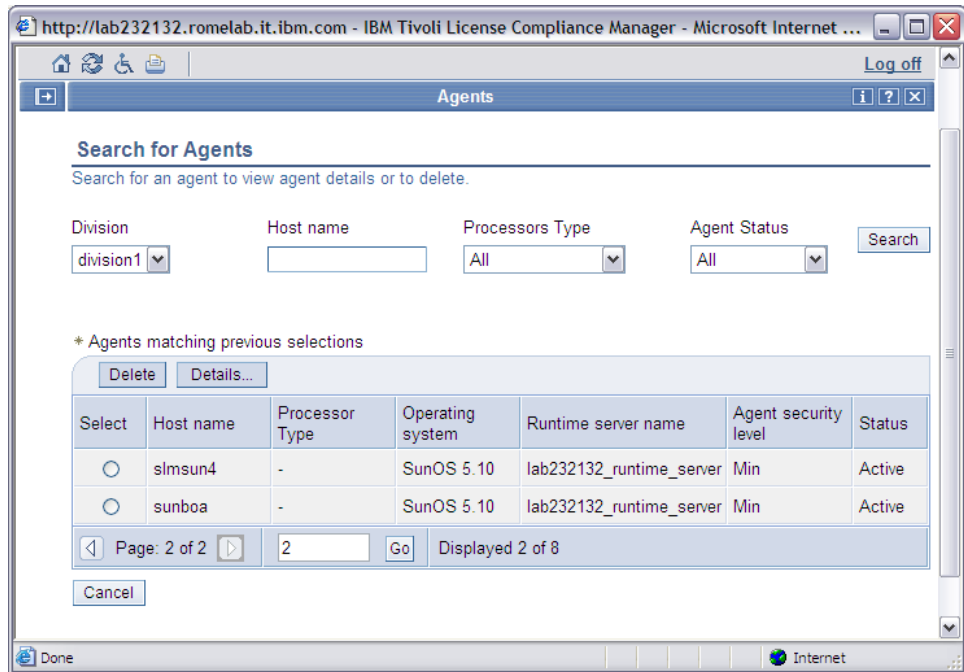 http://lab232132.romelab.it.ibm.com - IBM Tivoli License Compliance Manager - Microsoft Internet ...
Log off
Agents
i ?
Search for Agents
Search for an agent to view agent details or to delete.
Division Host name Processors Type Agent Status
division1 All All Search
* Agents matching previous selections
Delete Details...
Select Host name Processor Type Operating system Runtime server name Agent security level Status
slmsun4 - SunOS 5.10 lab232132_runtime_server Min Active
sunboa - SunOS 5.10 lab232132_runtime_server Min Active
Page: 2 of 2 2 Go Displayed 2 of 8
Cancel
Done Internet